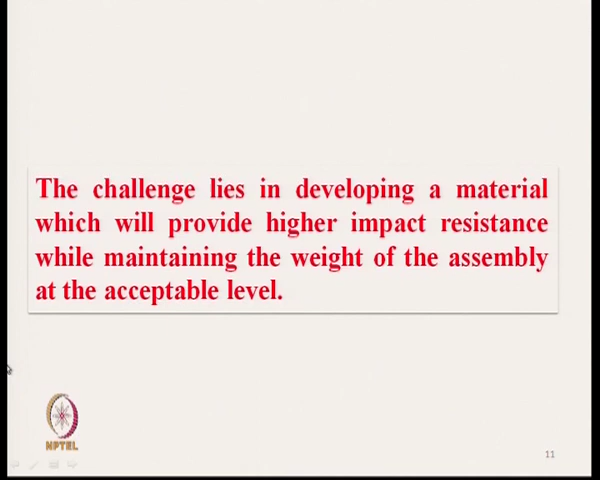 The challenge lies in developing a material
which will provide higher impact resistance
while maintaining the weight of the assembly
at the acceptable level.
NPTEL
11